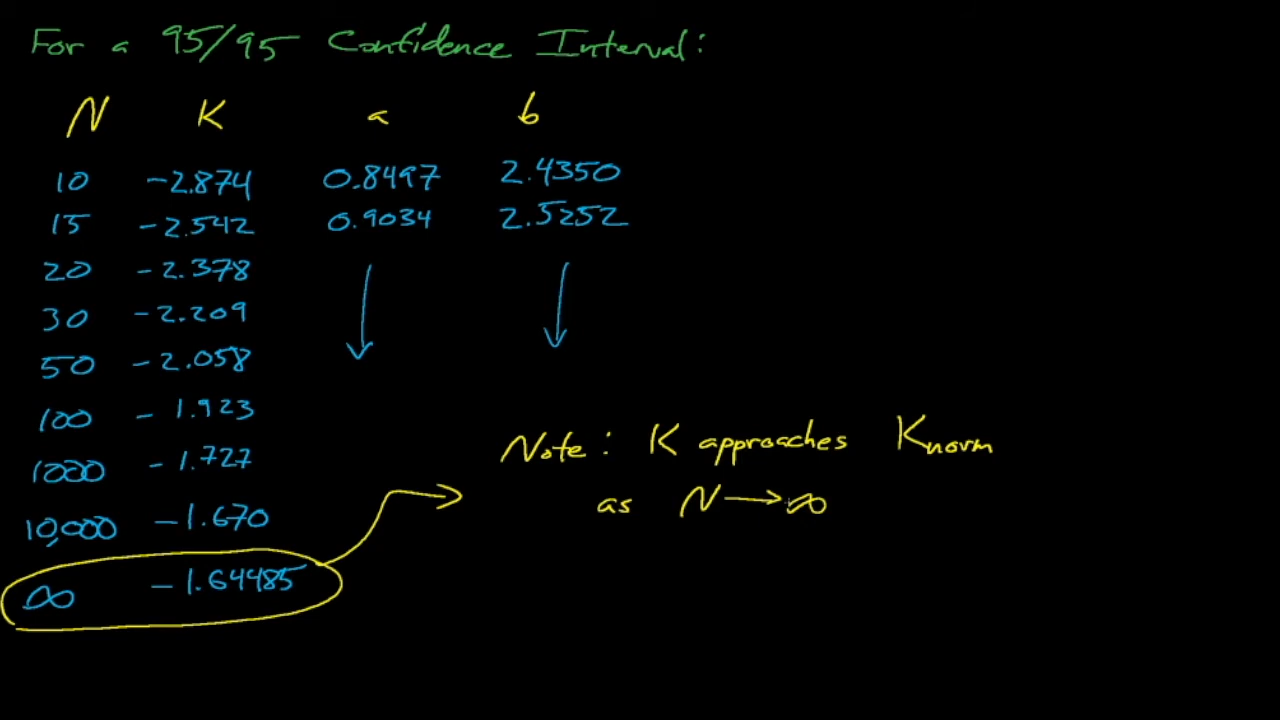 For a 95/95 Confidence Interval:
N K a b
10 -2.874 0.8497 2.4350
15 -2.542 0.9034 2.5252
20 -2.378
30 -2.209
50 -2.058
100 -1.923
1000 -1.727
10,000 -1.670
∞ -1.64485
Note: K approaches Knorm
as N → ∞